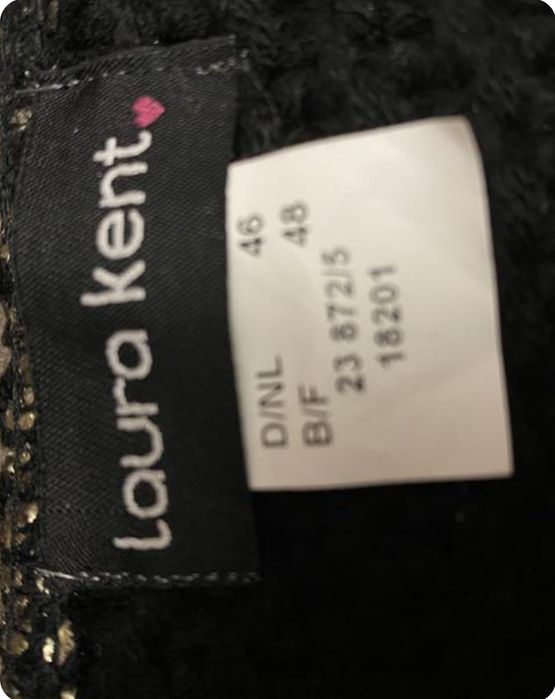 Laura Kent
D/NL 46
B/F 48
23 872/5
18201